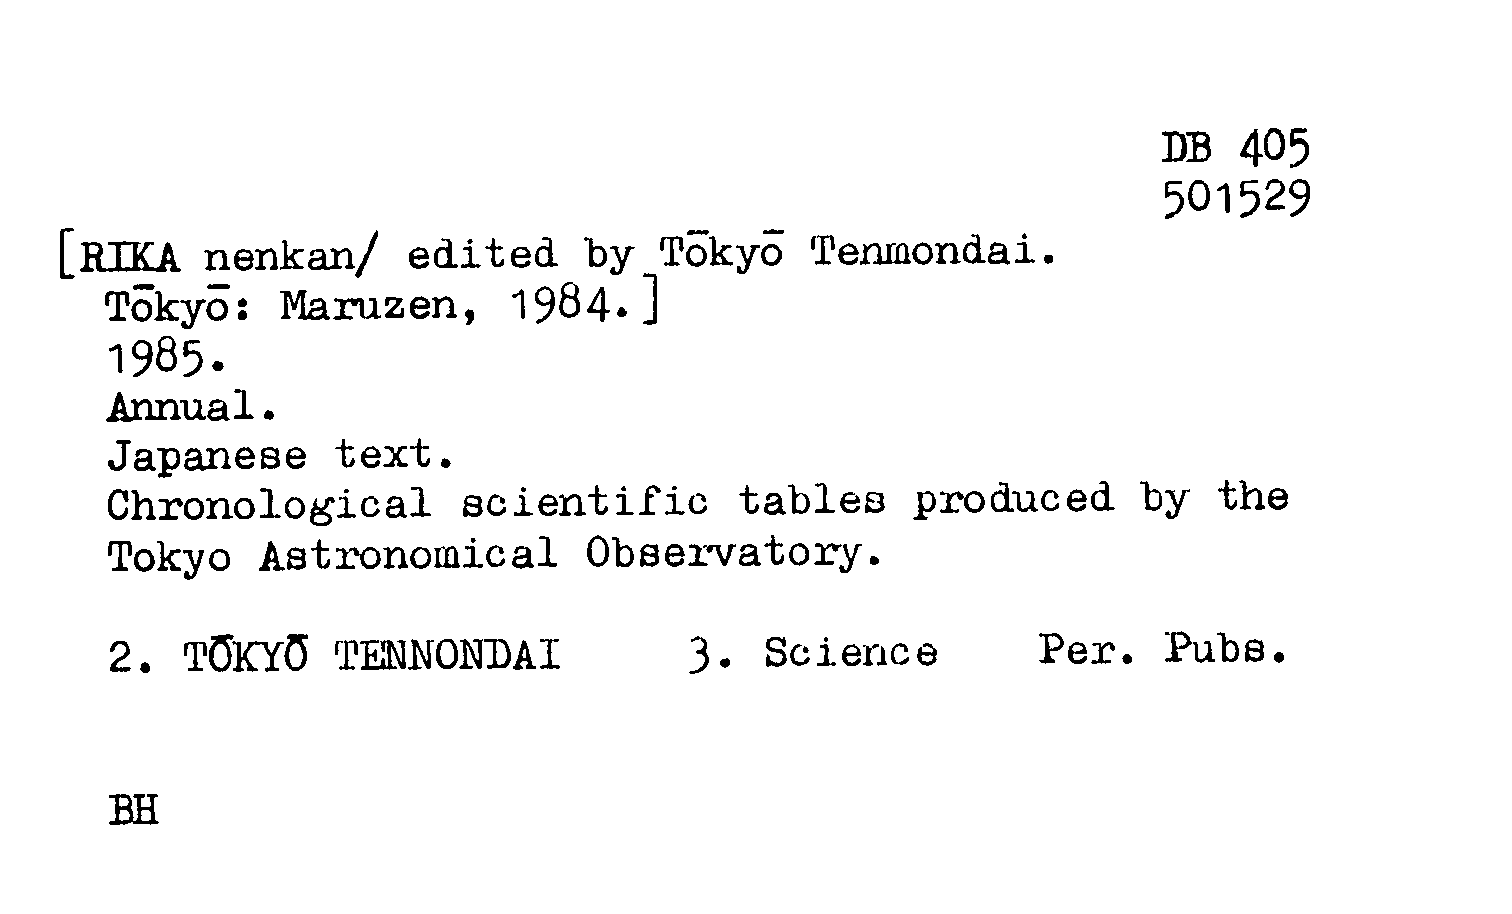 DB 405
501529
[RIKA nenkan/ edited by Tōkyō Tenmondai.
Tōkyō: Maruzen, 1984.]
1985.
Annual.
Japanese text.
Chronological scientific tables produced by the
Tokyo Astronomical Observatory.
2. TŌKYŌ TENNONDAI 3. Science Per. Pubs.
BH